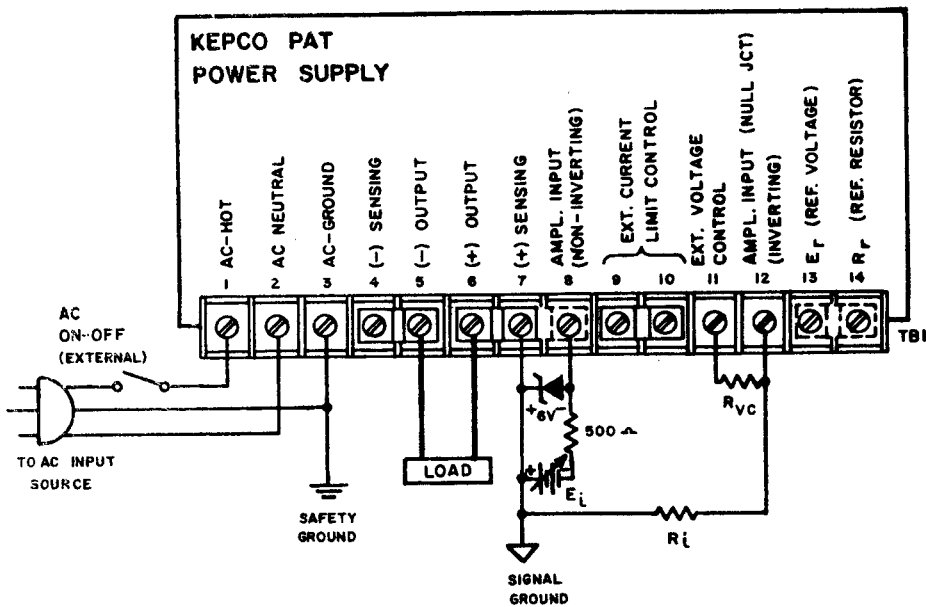 KEPCO PAT
POWER SUPPLY
AC-HOT
AC NEUTRAL
AC-GROUND
(-) SENSING
(-) OUTPUT
(+) OUTPUT
(+) SENSING
AMPL. INPUT
(NON-INVERTING)
EXT. CURRENT
LIMIT CONTROL
EXT. VOLTAGE
CONTROL
AMPL. INPUT (NULL JCT)
(INVERTING)
Er (REF. VOLTAGE)
Rr (REF. RESISTOR)
1 2 3 4 5 6 7 8 9 10 11 12 13 14
TB1
AC
ON-OFF
(EXTERNAL)
TO AC INPUT
SOURCE
SAFETY
GROUND
LOAD
+6V-
500 Ω
+
Ei
RVC
Ri
SIGNAL
GROUND